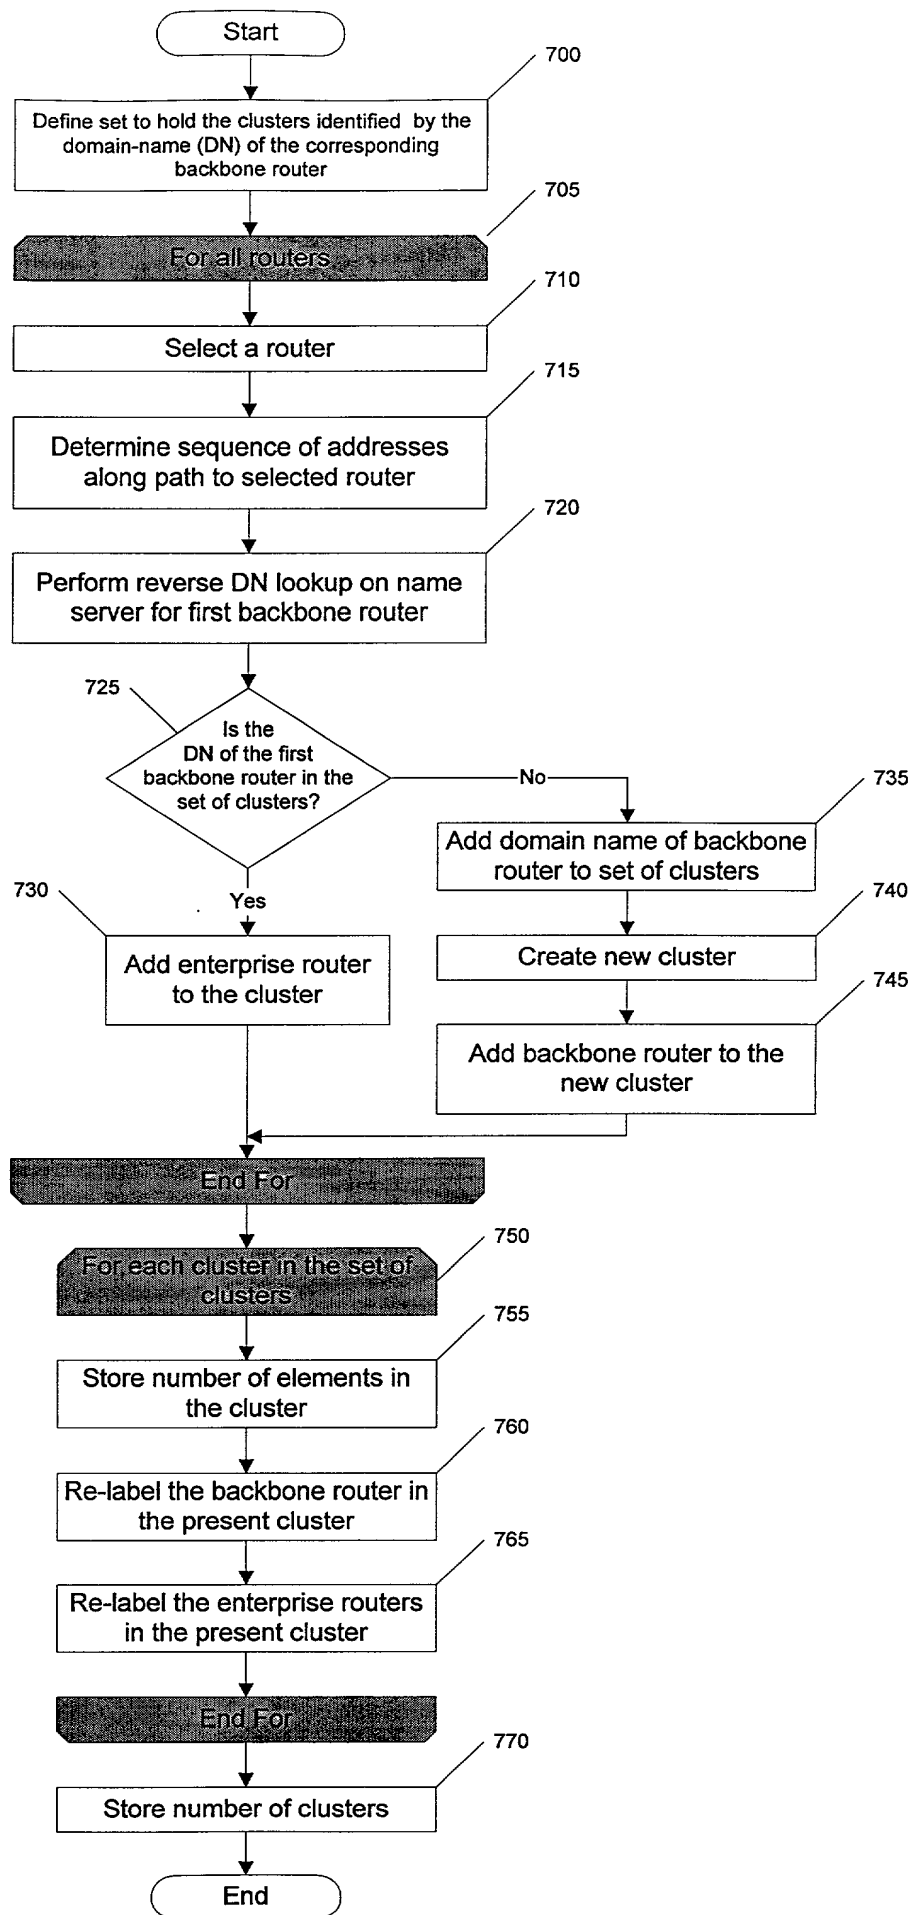 Start
700
Define set to hold the clusters identified by the
domain-name (DN) of the corresponding
backbone router
705
For all routers
710
Select a router
715
Determine sequence of addresses
along path to selected router
720
Perform reverse DN lookup on name
server for first backbone router
725
Is the
DN of the first
backbone router in the
set of clusters?
No
735
Add domain name of backbone
router to set of clusters
730
Yes
740
Add enterprise router
to the cluster
Create new cluster
745
Add backbone router to the
new cluster
End For
750
For each cluster in the set of
clusters
755
Store number of elements in
the cluster
760
Re-label the backbone router in
the present cluster
765
Re-label the enterprise routers
in the present cluster
End For
770
Store number of clusters
End